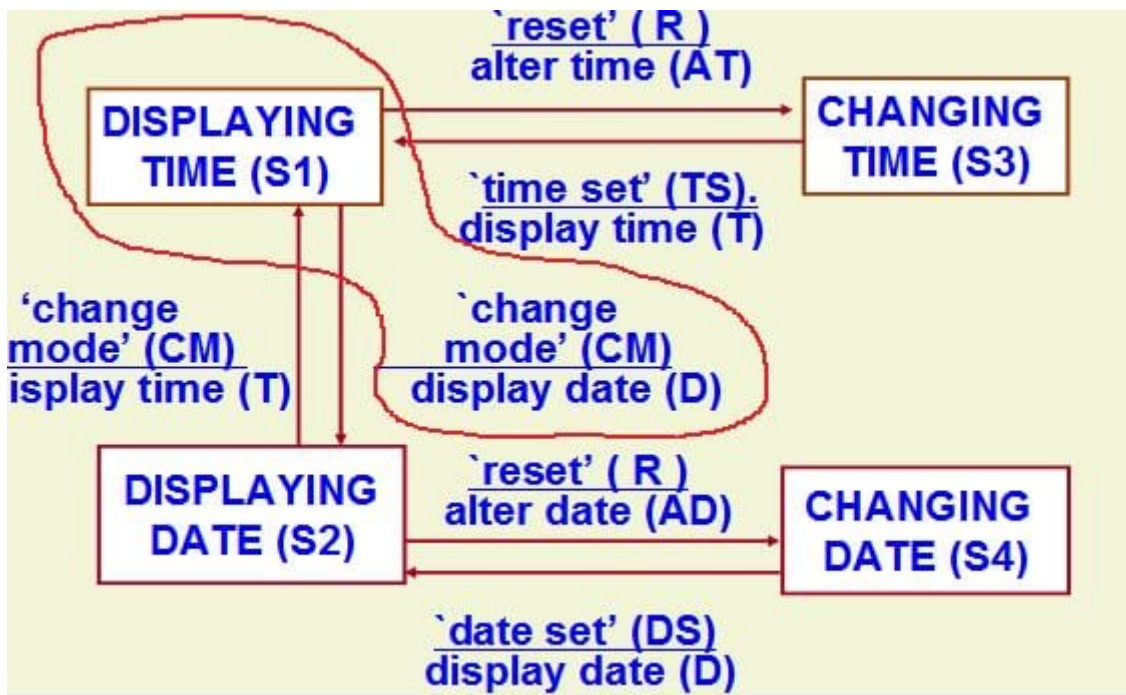 `reset' ( R )
alter time (AT)
DISPLAYING
TIME (S1)
CHANGING
TIME (S3)
`time set' (TS).
display time (T)
‘change
mode’ (CM)
isplay time (T)
`change
mode’ (CM)
display date (D)
DISPLAYING
DATE (S2)
`reset’ ( R )
alter date (AD)
CHANGING
DATE (S4)
`date set’ (DS)
display date (D)